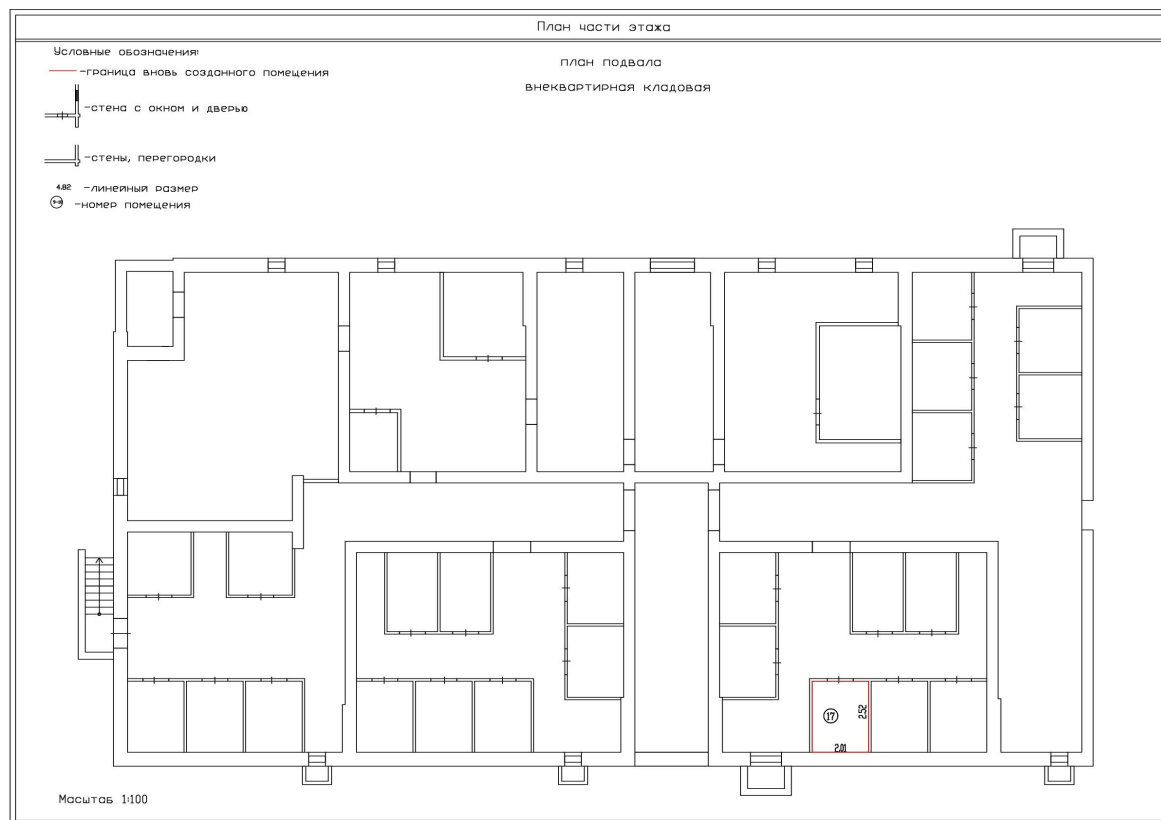 План части этажа
Условные обозначения:
-граница вновь созданного помещения
-стена с окном и дверью
-стены, перегородки
4.82 -линейный размер
-номер помещения
план подвала
внеквартирная кладовая
17
2.52
2.01
Масштаб 1:100